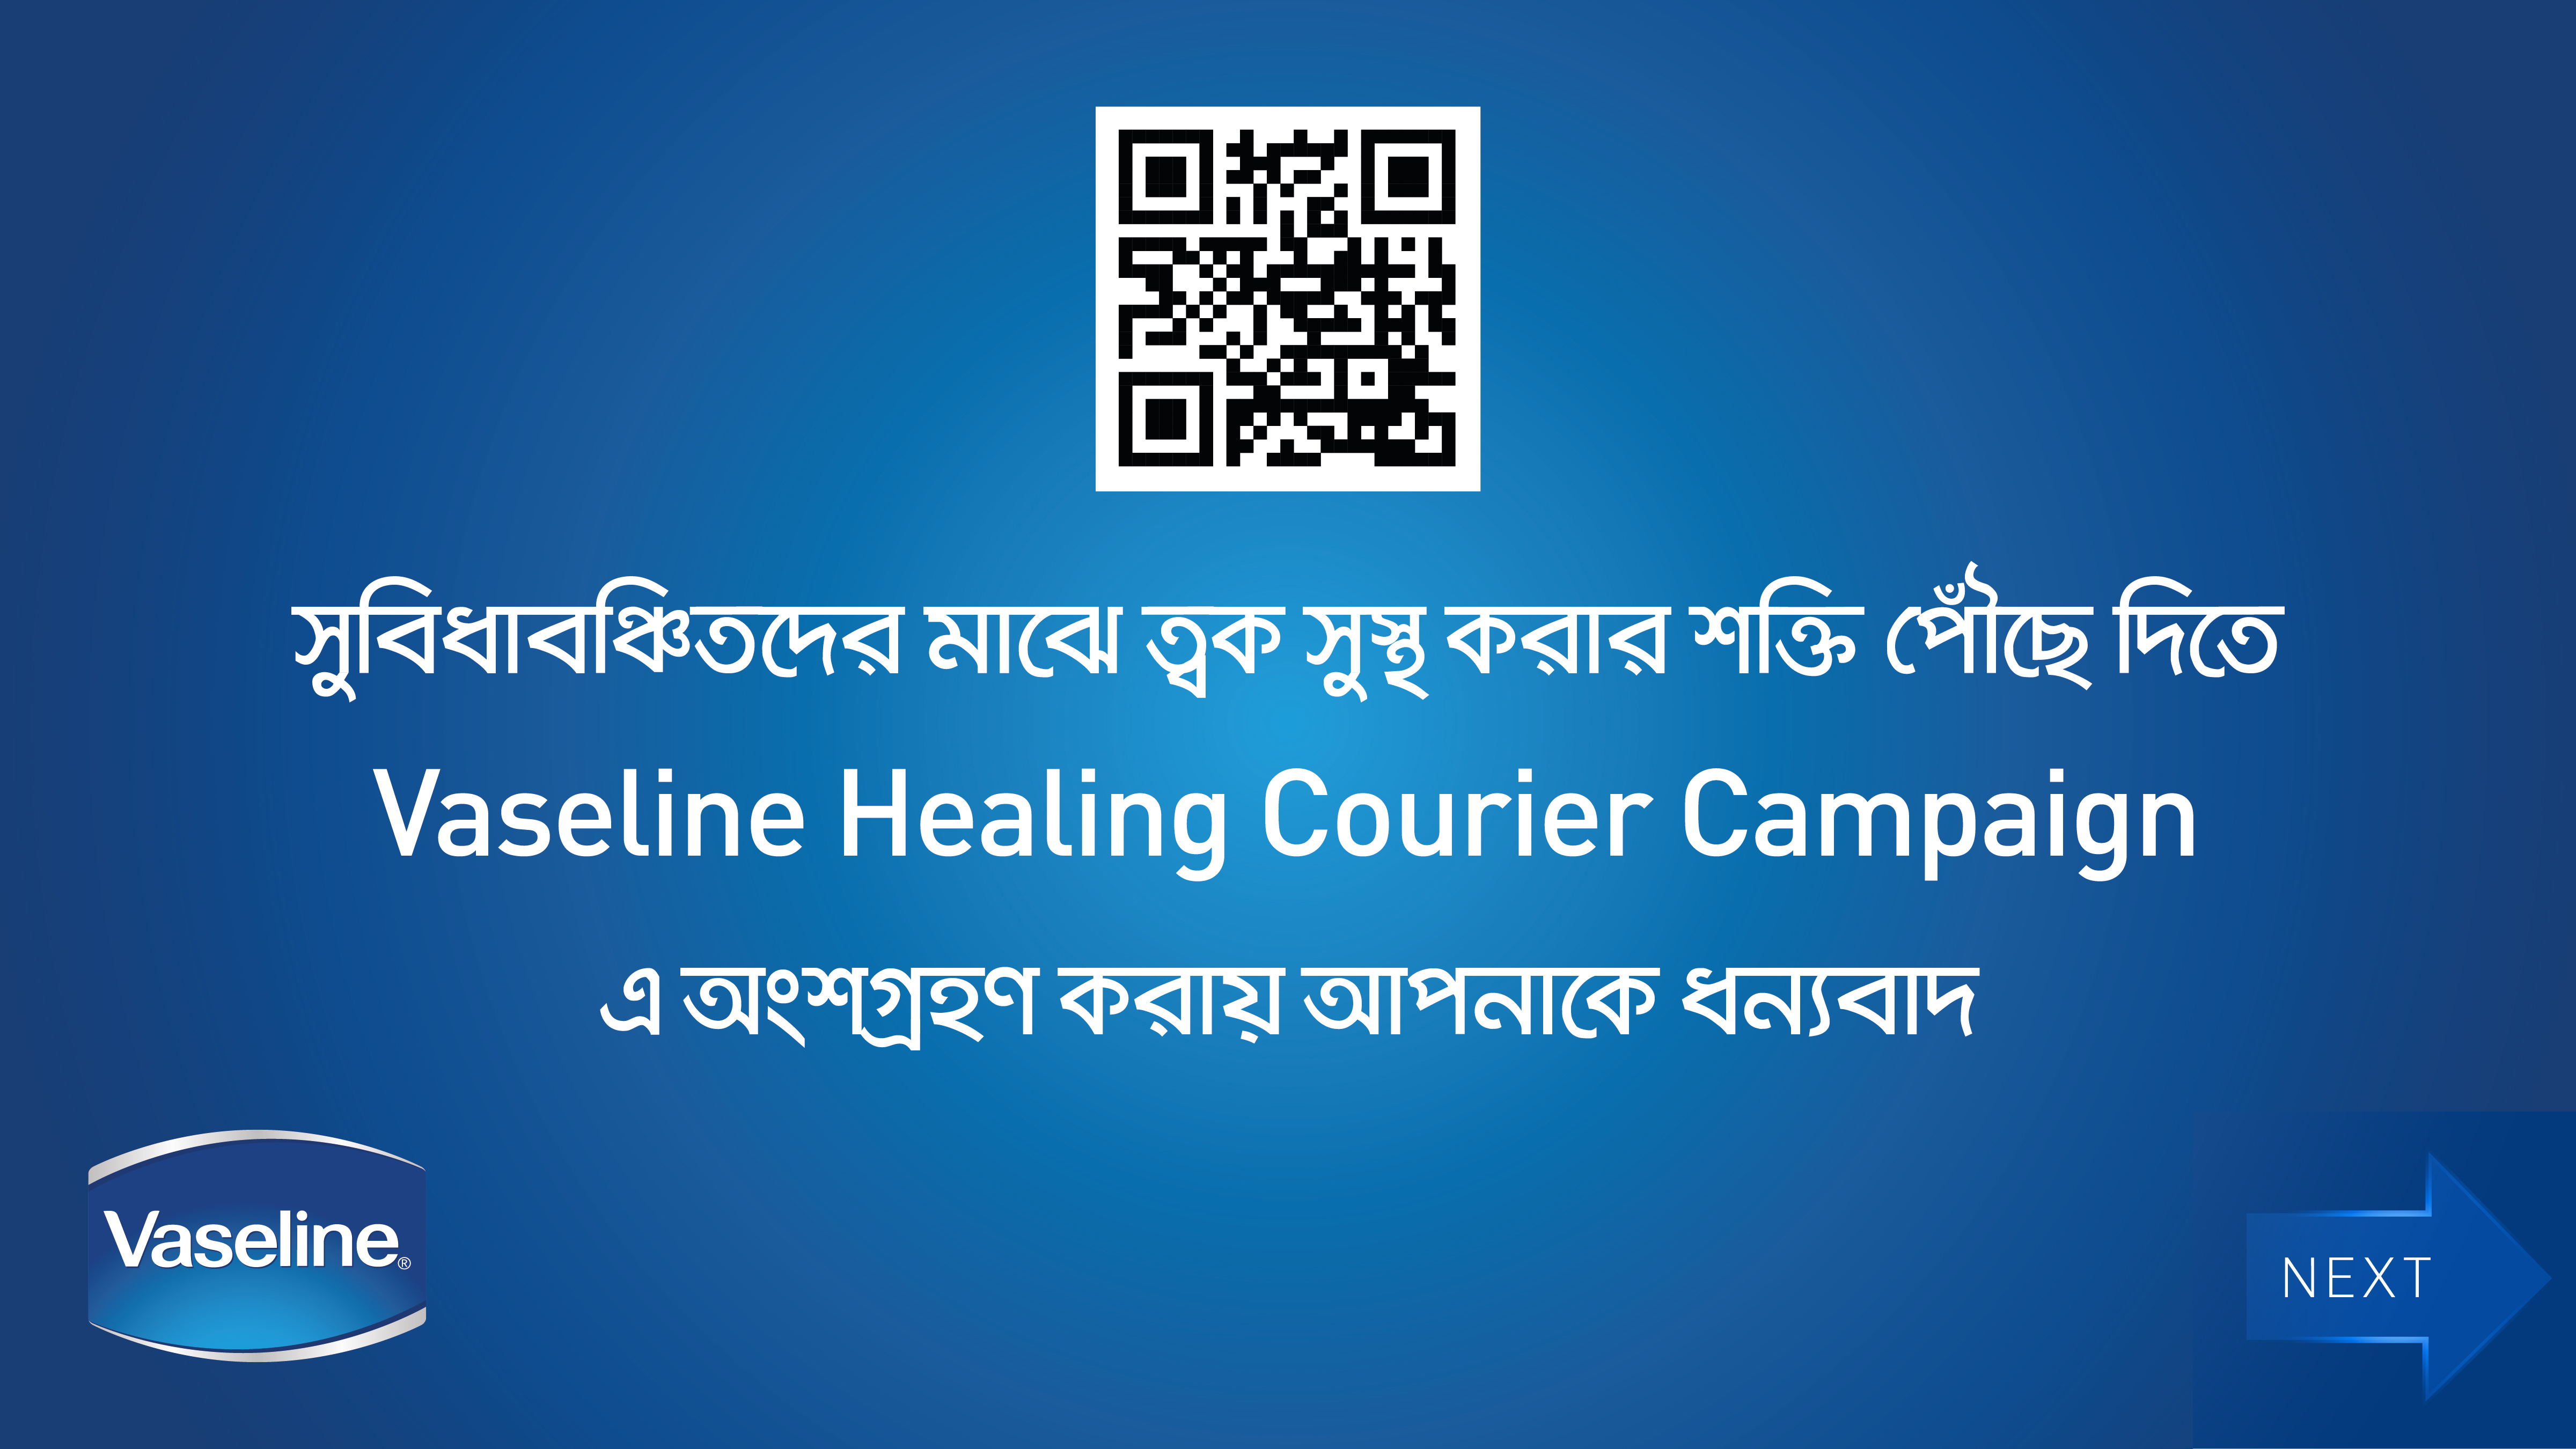 সুবিধাবঞ্চিতদের মাঝে ত্বক সুস্থ করার শক্তি পৌঁছে দিতে
Vaseline Healing Courier Campaign
এ অংশগ্রহণ করায় আপনাকে ধন্যবাদ
Vaseline®
NEXT